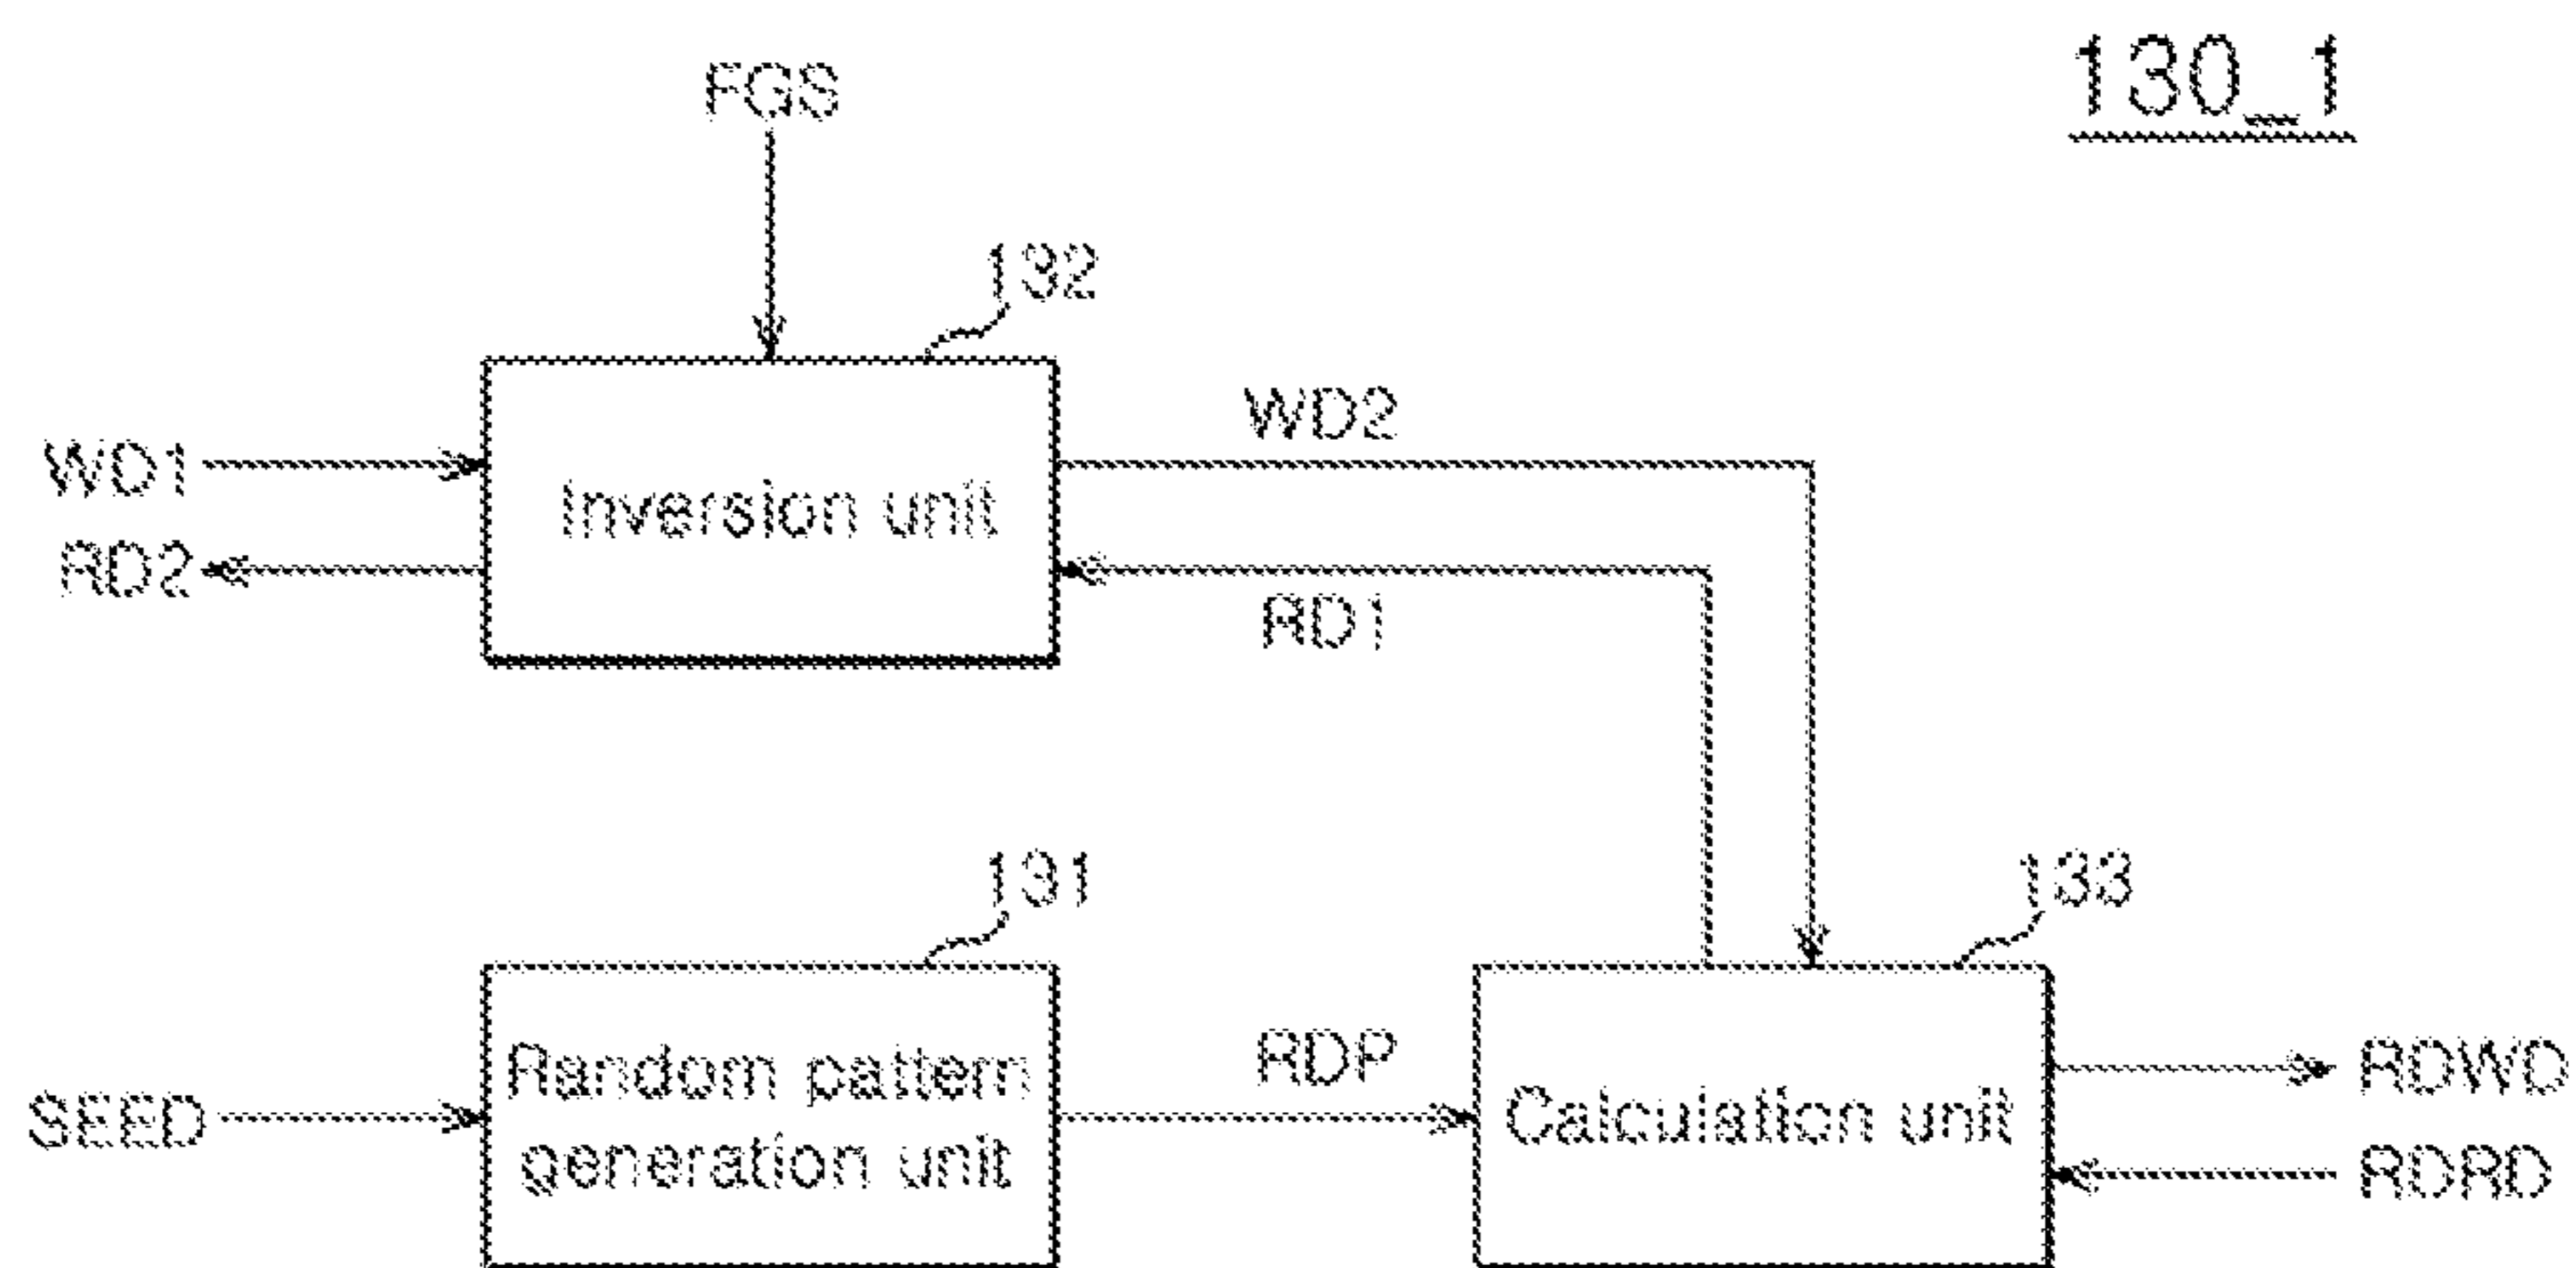 130_1
FGS
132
WD2
WD1
Inversion unit
RD2
RD1
131
133
RDP
Random pattern
generation unit
SEED
Calculation unit
RDWD
RDRD